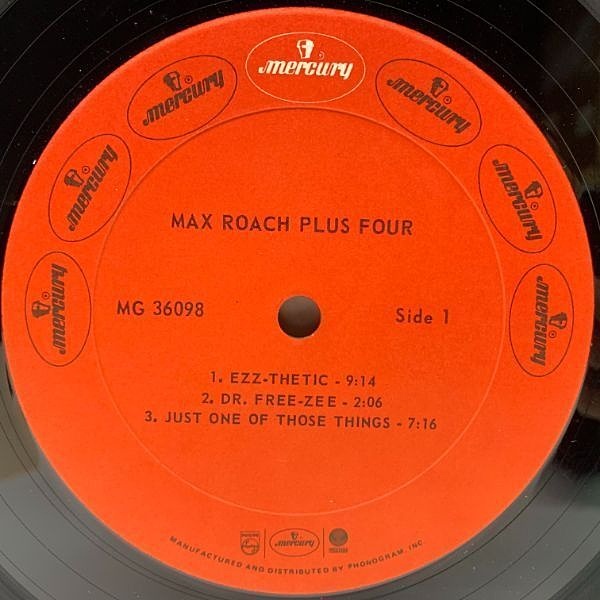 mercury
mercury
mercury
mercury
mercury
mercury
mercury
MAX ROACH PLUS FOUR
MG 36098
Side 1
1. EZZ-THETIC - 9:14
2. DR. FREE-ZEE - 2:06
3. JUST ONE OF THOSE THINGS - 7:16
PHILIPS
mercury
MANUFACTURED AND DISTRIBUTED BY PHONOGRAM, INC.